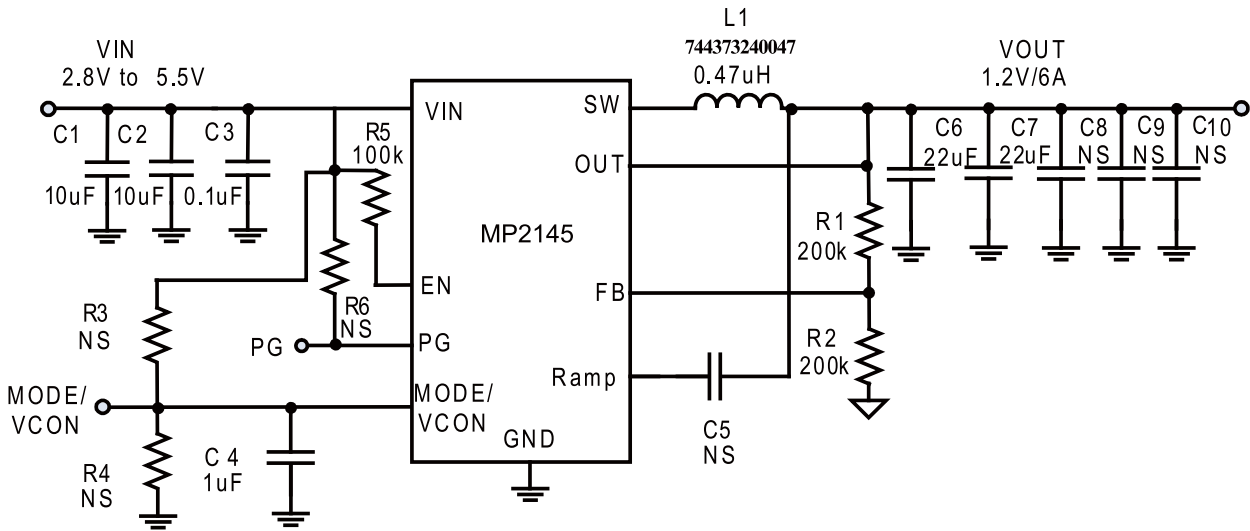 L1
744373240047
0.47uH
VIN
2.8V to 5.5V
VOUT
1.2V/6A
C1
10uF
C2
10uF
C3
0.1uF
R5
100k
VIN
SW
OUT
MP2145
EN
FB
PG
Ramp
MODE/
VCON
GND
C6
22uF
C7
22uF
C8
NS
C9
NS
C10
NS
R1
200k
R2
200k
R3
NS
R6
NS
PG
MODE/
VCON
R4
NS
C 4
1uF
C5
NS